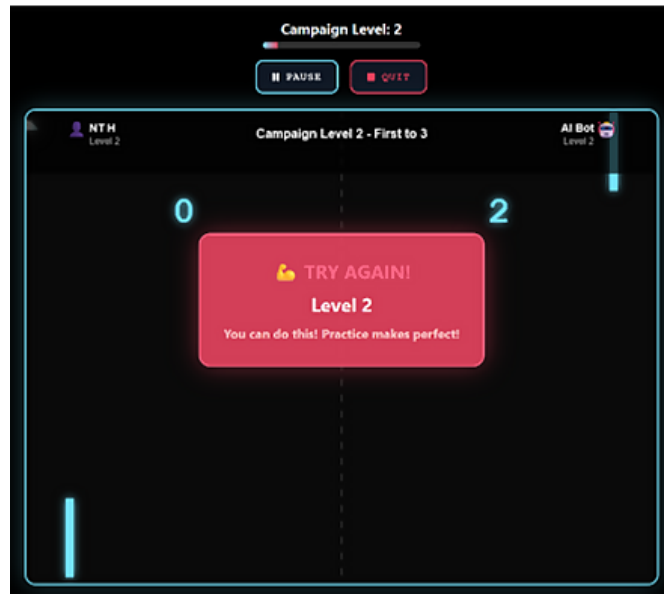 Campaign Level: 2
PAUSE
QUIT
NTH
Level 2
Campaign Level 2 - First to 3
AI Bot
Level 2
0
2
TRY AGAIN!
Level 2
You can do this! Practice makes perfect!